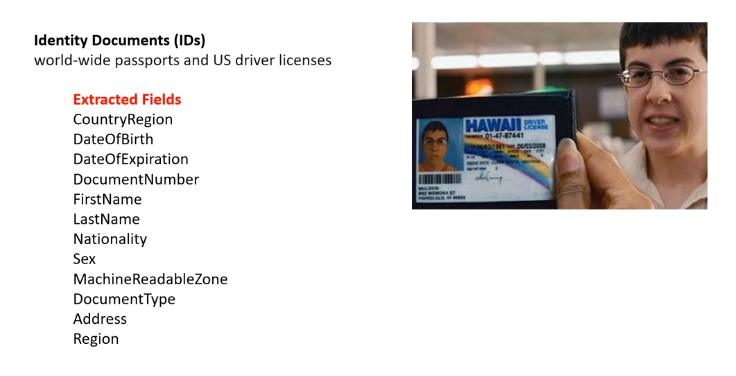 Identity Documents (IDs)
world-wide passports and US driver licenses
Extracted Fields
CountryRegion
DateOfBirth
DateOfExpiration
DocumentNumber
FirstName
LastName
Nationality
Sex
MachineReadableZone
DocumentType
Address
Region
HAWAII DRIVER LICENSE
NUMBER 01-47-87441
06/03/1981 EXP 06/03/2008
MCLOVIN
892 MOMONA ST
HONOLULU, HI 96820